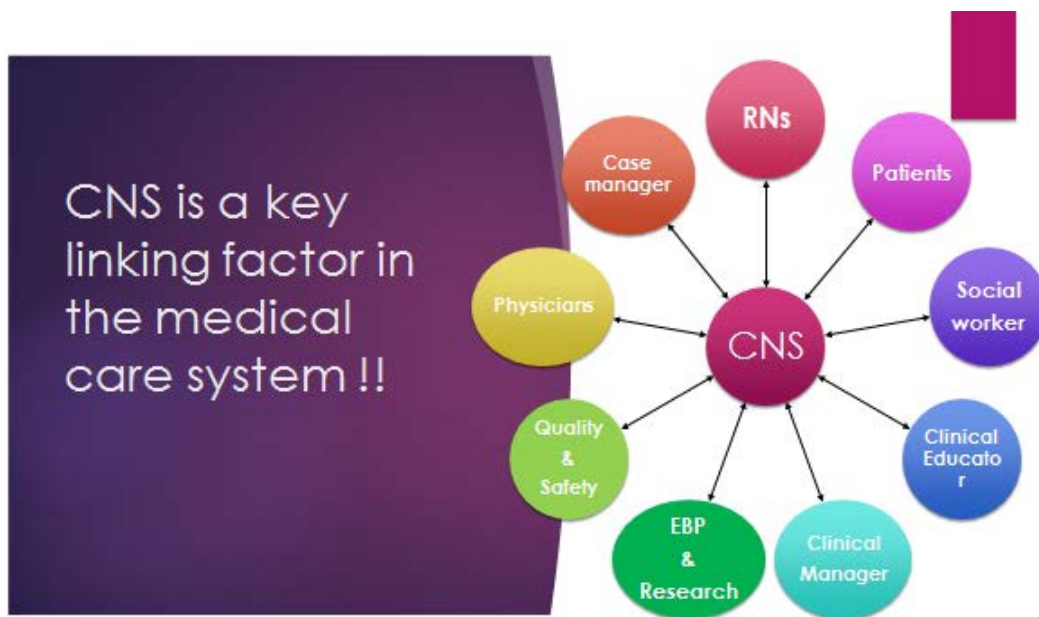 CNS is a key
linking factor in
the medical
care system !!
RNs
Patients
Social
worker
Clinical
Educato
r
Clinical
Manager
EBP
&
Research
Quality
&
Safety
Physicians
Case
manager
CNS